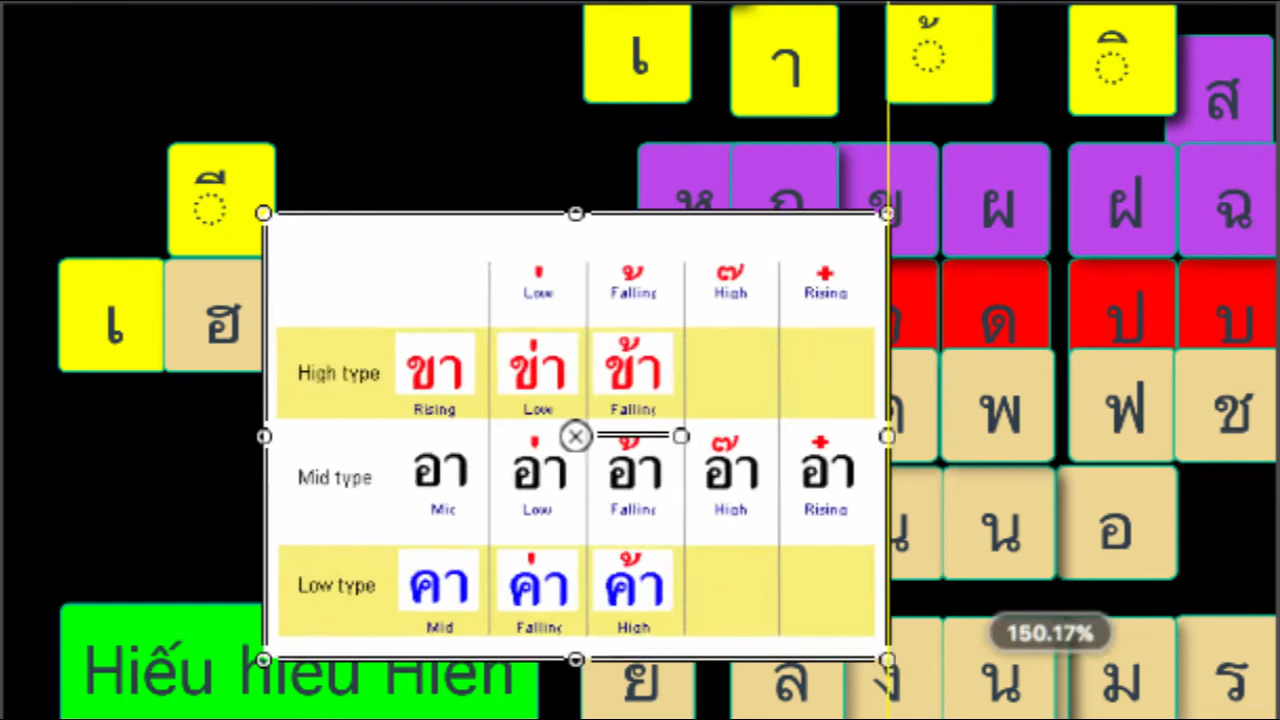 เ า ◌้ ◌ิ
ส
◌ี
ผ ฝ ฉ
เ ฮ
ด ป บ
พ ฟ ช
น อ
◌่ ◌้ ◌๊ ◌๋
Low Falling High Rising
High type ขา ข่า ข้า
Rising Low Falling
Mid type อา อ่า อ้า อ๊า อ๋า
Low Falling High Rising
Low type คา ค่า ค้า
Mid Falling High
150.17%
Hiếu hiếu Hiền
ย ล ง น ม ร